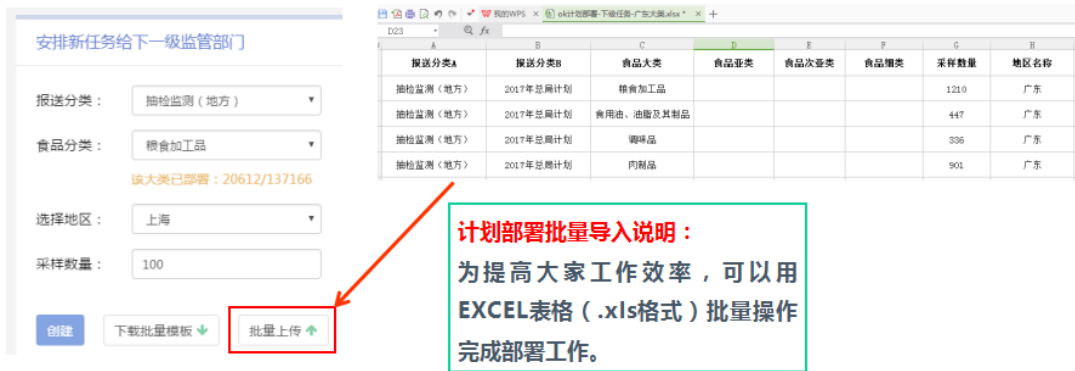 安排新任务给下一级监管部门
报送分类： 抽检监测（地方）
食品分类： 粮食加工品
该大类已部署：20612/137166
选择地区： 上海
采样数量： 100
创建 下载批量模板 批量上传
我的WPS × ok计划部署-下级任务-广东大类.xlsx * × +
D23 fx
A B C D E F G H
报送分类A 报送分类B 食品大类 食品亚类 食品次亚类 食品细类 采样数量 地区名称
抽检监测（地方） 2017年总局计划 粮食加工品 1210 广东
抽检监测（地方） 2017年总局计划 食用油、油脂及其制品 447 广东
抽检监测（地方） 2017年总局计划 调味品 336 广东
抽检监测（地方） 2017年总局计划 肉制品 901 广东
计划部署批量导入说明：
为提高大家工作效率，可以用
EXCEL表格（.xls格式）批量操作
完成部署工作。